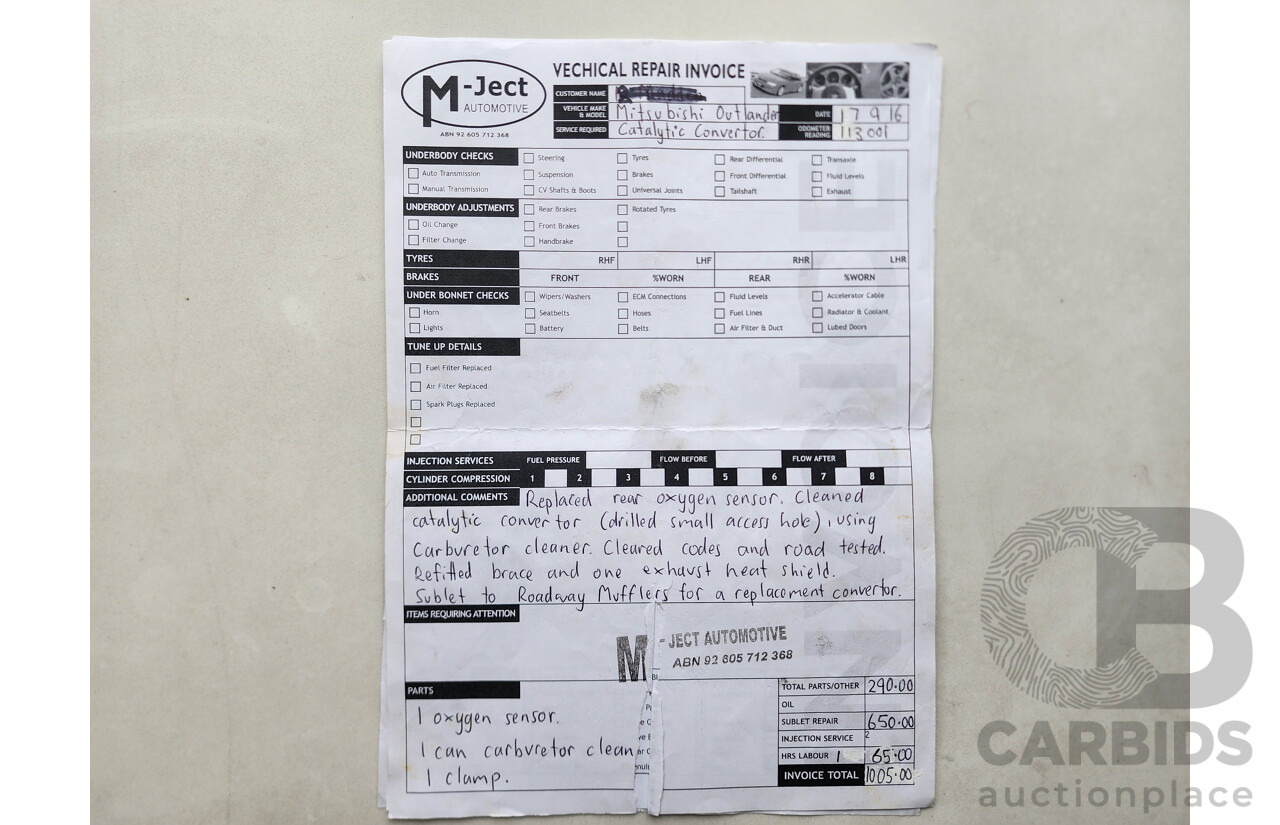 M-Ject
AUTOMOTIVE
ABN 92 605 712 368
VECHICAL REPAIR INVOICE
CUSTOMER NAME
VEHICLE MAKE & MODEL Mitsubishi Outlander DATE 17 9 16
SERVICE REQUIRED Catalytic Convertor. ODOMETER READING 113001
UNDERBODY CHECKS Steering Tyres Rear Differential Transaxle
Auto Transmission Suspension Brakes Front Differential Fluid Levels
Manual Transmission CV Shafts & Boots Universal Joints Tailshaft Exhaust
UNDERBODY ADJUSTMENTS Rear Brakes Rotated Tyres
Oil Change Front Brakes
Filter Change Handbrake
TYRES RHF LHF RHR LHR
BRAKES FRONT %WORN REAR %WORN
UNDER BONNET CHECKS Wipers/Washers ECM Connections Fluid Levels Accelerator Cable
Horn Seatbelts Hoses Fuel Lines Radiator & Coolant
Lights Battery Belts Air Filter & Duct Lubed Doors
TUNE UP DETAILS
Fuel Filter Replaced
Air Filter Replaced
Spark Plugs Replaced
INJECTION SERVICES FUEL PRESSURE FLOW BEFORE FLOW AFTER
CYLINDER COMPRESSION 1 2 3 4 5 6 7 8
ADDITIONAL COMMENTS Replaced rear oxygen sensor. Cleaned
catalytic convertor (drilled small access hole), using
Carburetor cleaner. Cleared codes and road tested.
Refitted brace and one exhaust heat shield.
Sublet to Roadway Mufflers for a replacement convertor.
ITEMS REQUIRING ATTENTION
M-JECT AUTOMOTIVE
ABN 92 605 712 368
PARTS
1 oxygen sensor.
1 can carburetor clean
1 clamp.
TOTAL PARTS/OTHER 290.00
OIL
SUBLET REPAIR 650.00
INJECTION SERVICE
HRS LABOUR 1 65.00
INVOICE TOTAL 1005.00
CARBIDS
auctionplace